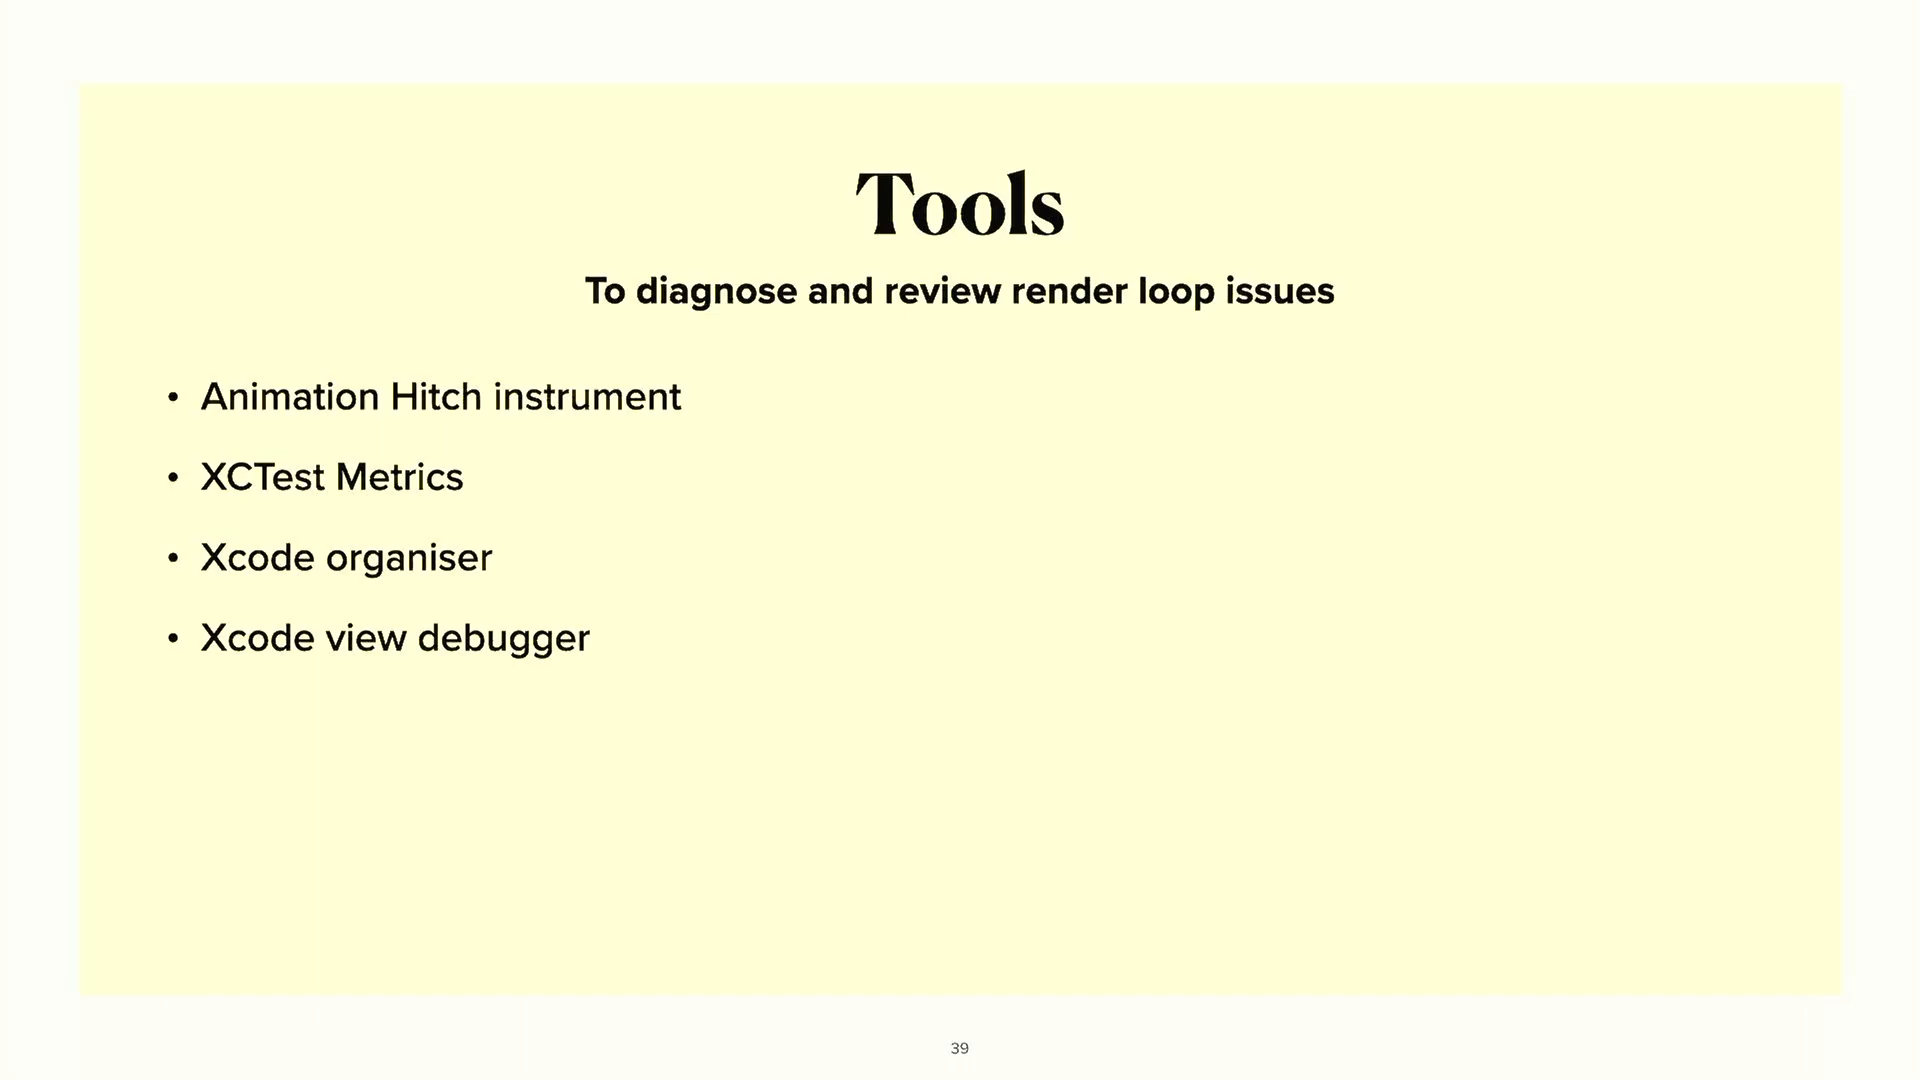 Tools
To diagnose and review render loop issues
• Animation Hitch instrument
• XCTest Metrics
• Xcode organiser
• Xcode view debugger
39